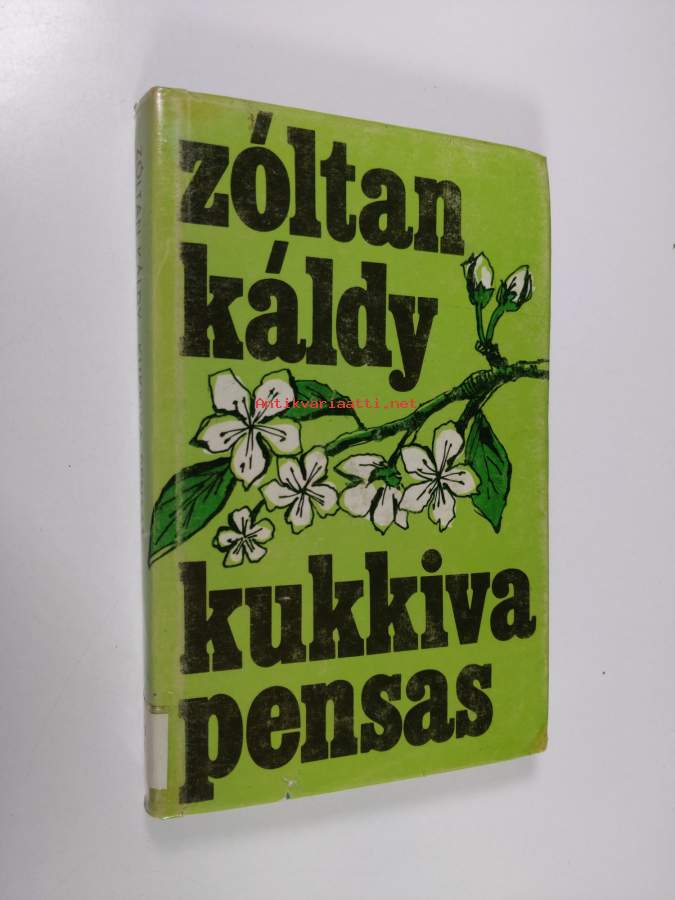 zóltan
káldy
Antikvariaatti.net
kukkiva
pensas